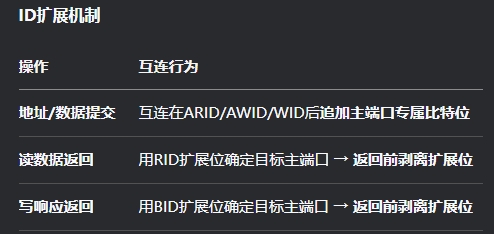 ID扩展机制
操作 互连行为
地址/数据提交 互连在ARID/AWID/WID后追加主端口专属比特位
读数据返回 用RID扩展位确定目标主端口 → 返回前剥离扩展位
写响应返回 用BID扩展位确定目标主端口 → 返回前剥离扩展位